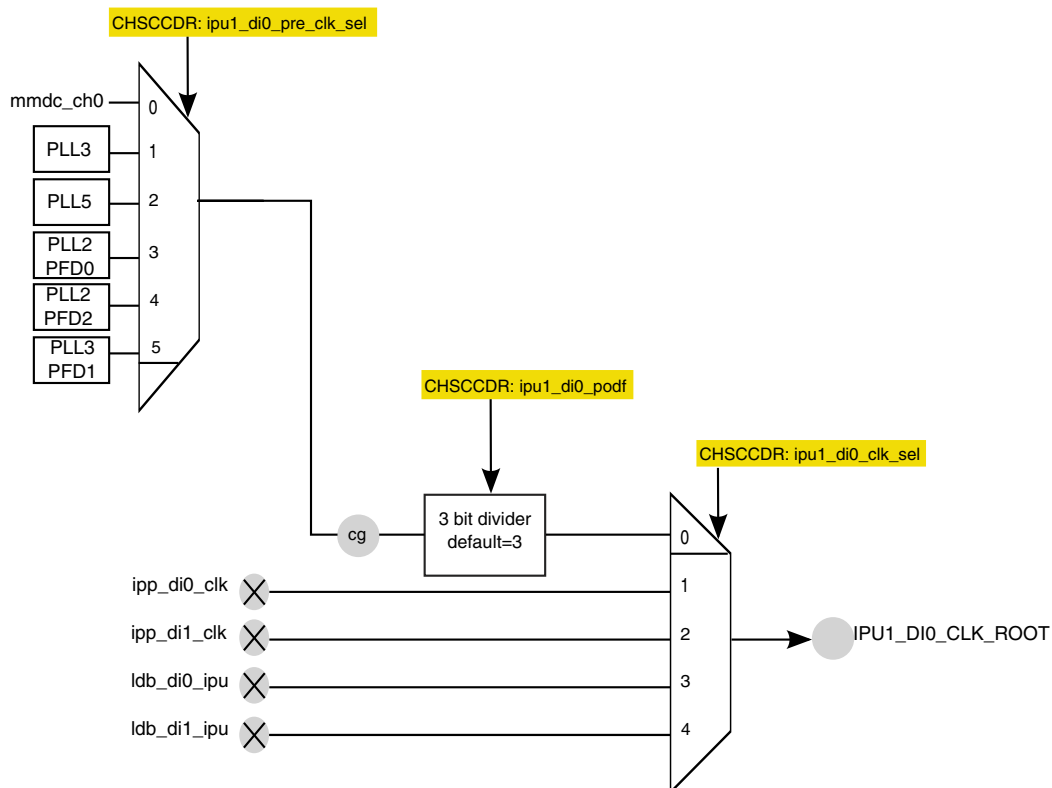 CHSCCDR: ipu1_di0_pre_clk_sel
mmdc_ch0
0
PLL3
1
PLL5
2
PLL2
PFD0
3
PLL2
PFD2
4
PLL3
PFD1
5
CHSCCDR: ipu1_di0_podf
CHSCCDR: ipu1_di0_clk_sel
cg
3 bit divider
default=3
0
ipp_di0_clk
1
ipp_di1_clk
2
IPU1_DI0_CLK_ROOT
ldb_di0_ipu
3
ldb_di1_ipu
4